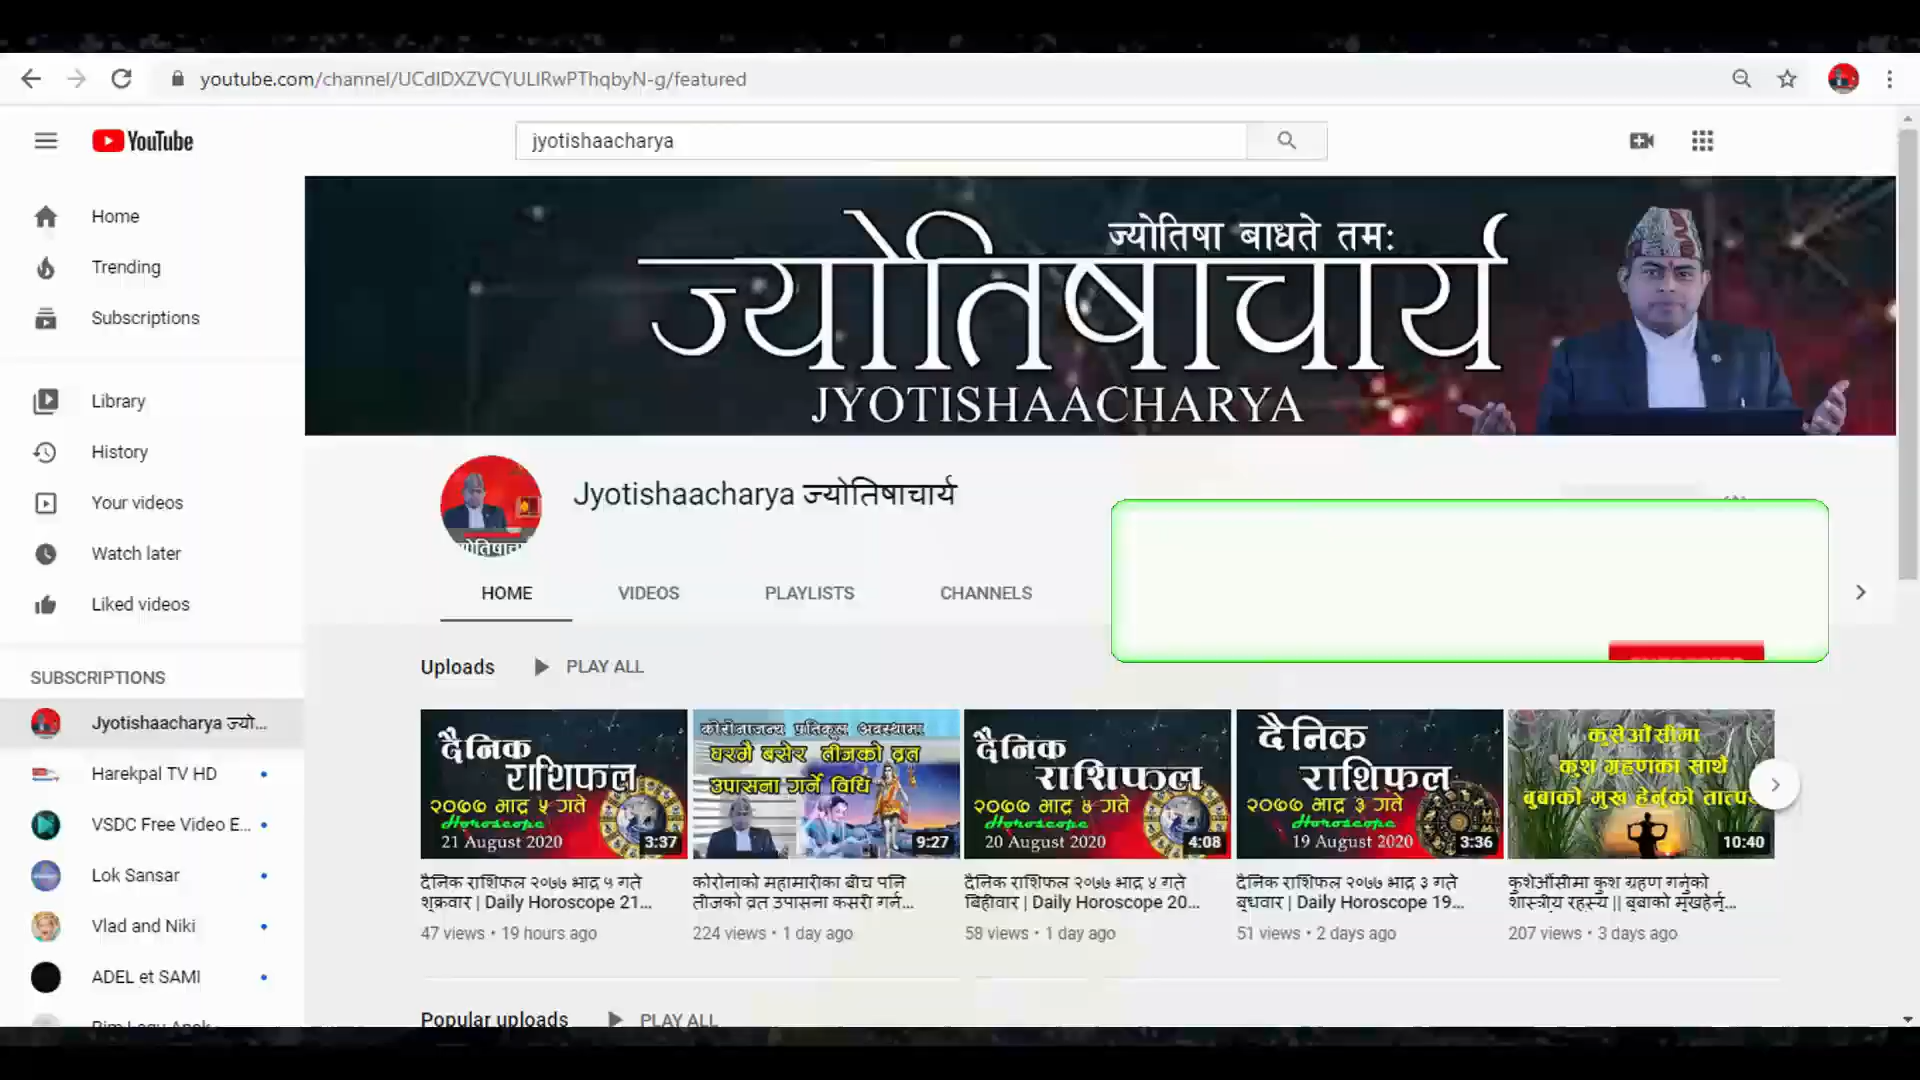 youtube.com/channel/UCdIDXZVCYULIRwPThqbyN-g/featured
YouTube
jyotishaacharya
Home
Trending
Subscriptions
Library
History
Your videos
Watch later
Liked videos
SUBSCRIPTIONS
Jyotishaacharya ज्यो...
Harekpal TV HD
VSDC Free Video E...
Lok Sansar
Vlad and Niki
ADEL et SAMI
ज्योतिषा बाधते तमः
ज्योतिषाचार्य
JYOTISHAACHARYA
Jyotishaacharya ज्योतिषाचार्य
HOME VIDEOS PLAYLISTS CHANNELS
Uploads PLAY ALL
दैनिक
राशिफल
२०७७ भाद्र ५ गते
Horoscope
21 August 2020
3:37
कोरोनाजन्य प्रतिकूल अवस्थामा
घरमै बसेर तीजको व्रत
उपासना गर्ने विधि
9:27
दैनिक
राशिफल
२०७७ भाद्र ४ गते
Horoscope
20 August 2020
4:08
दैनिक
राशिफल
२०७७ भाद्र ३ गते
Horoscope
19 August 2020
3:36
कुसेऔंसीमा
कुश ग्रहणका साथै
बुबाको मुख हेर्नुको
10:40
दैनिक राशिफल २०७७ भाद्र ५ गते
शुक्रवार | Daily Horoscope 21...
47 views • 19 hours ago
कोरोनाको महामारीका बीच पनि
तीजको व्रत उपासना कसरी गर्न...
224 views • 1 day ago
दैनिक राशिफल २०७७ भाद्र ४ गते
बिहीवार | Daily Horoscope 20...
58 views • 1 day ago
दैनिक राशिफल २०७७ भाद्र ३ गते
बुधवार | Daily Horoscope 19...
51 views • 2 days ago
कुशेऔंसीमा कुश ग्रहण गर्नुको
शास्त्रीय रहस्य || बुबाको मुखहेर्नु...
207 views • 3 days ago
Popular uploads PLAY ALL